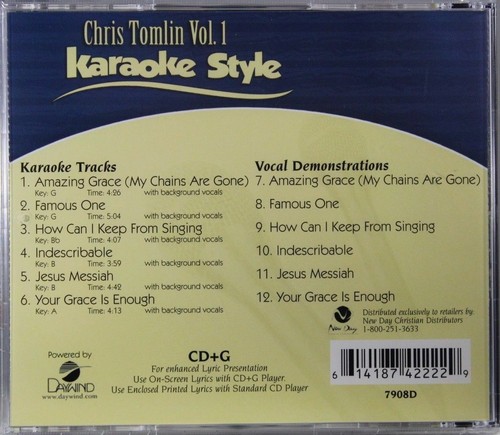 Chris Tomlin Vol. 1
Karaoke Style
Karaoke Tracks
1. Amazing Grace (My Chains Are Gone)
Key: G Time: 4:26 with background vocals
2. Famous One
Key: G Time: 5:04 with background vocals
3. How Can I Keep From Singing
Key: Bb Time: 4:07 with background vocals
4. Indescribable
Key: B Time: 3:59 with background vocals
5. Jesus Messiah
Key: B Time: 4:42 with background vocals
6. Your Grace Is Enough
Key: A Time: 4:13 with background vocals
Vocal Demonstrations
7. Amazing Grace (My Chains Are Gone)
8. Famous One
9. How Can I Keep From Singing
10. Indescribable
11. Jesus Messiah
12. Your Grace Is Enough
New Day
Distributed exclusively to retailers by
New Day Christian Distributors
1-800-251-3633
Powered by
DAYWIND
www.daywind.com
CD+G
For enhanced Lyric Presentation
Use On-Screen Lyrics with CD+G Player.
Use Enclosed Printed Lyrics with Standard CD Player
6 14187 42222 9
7908D